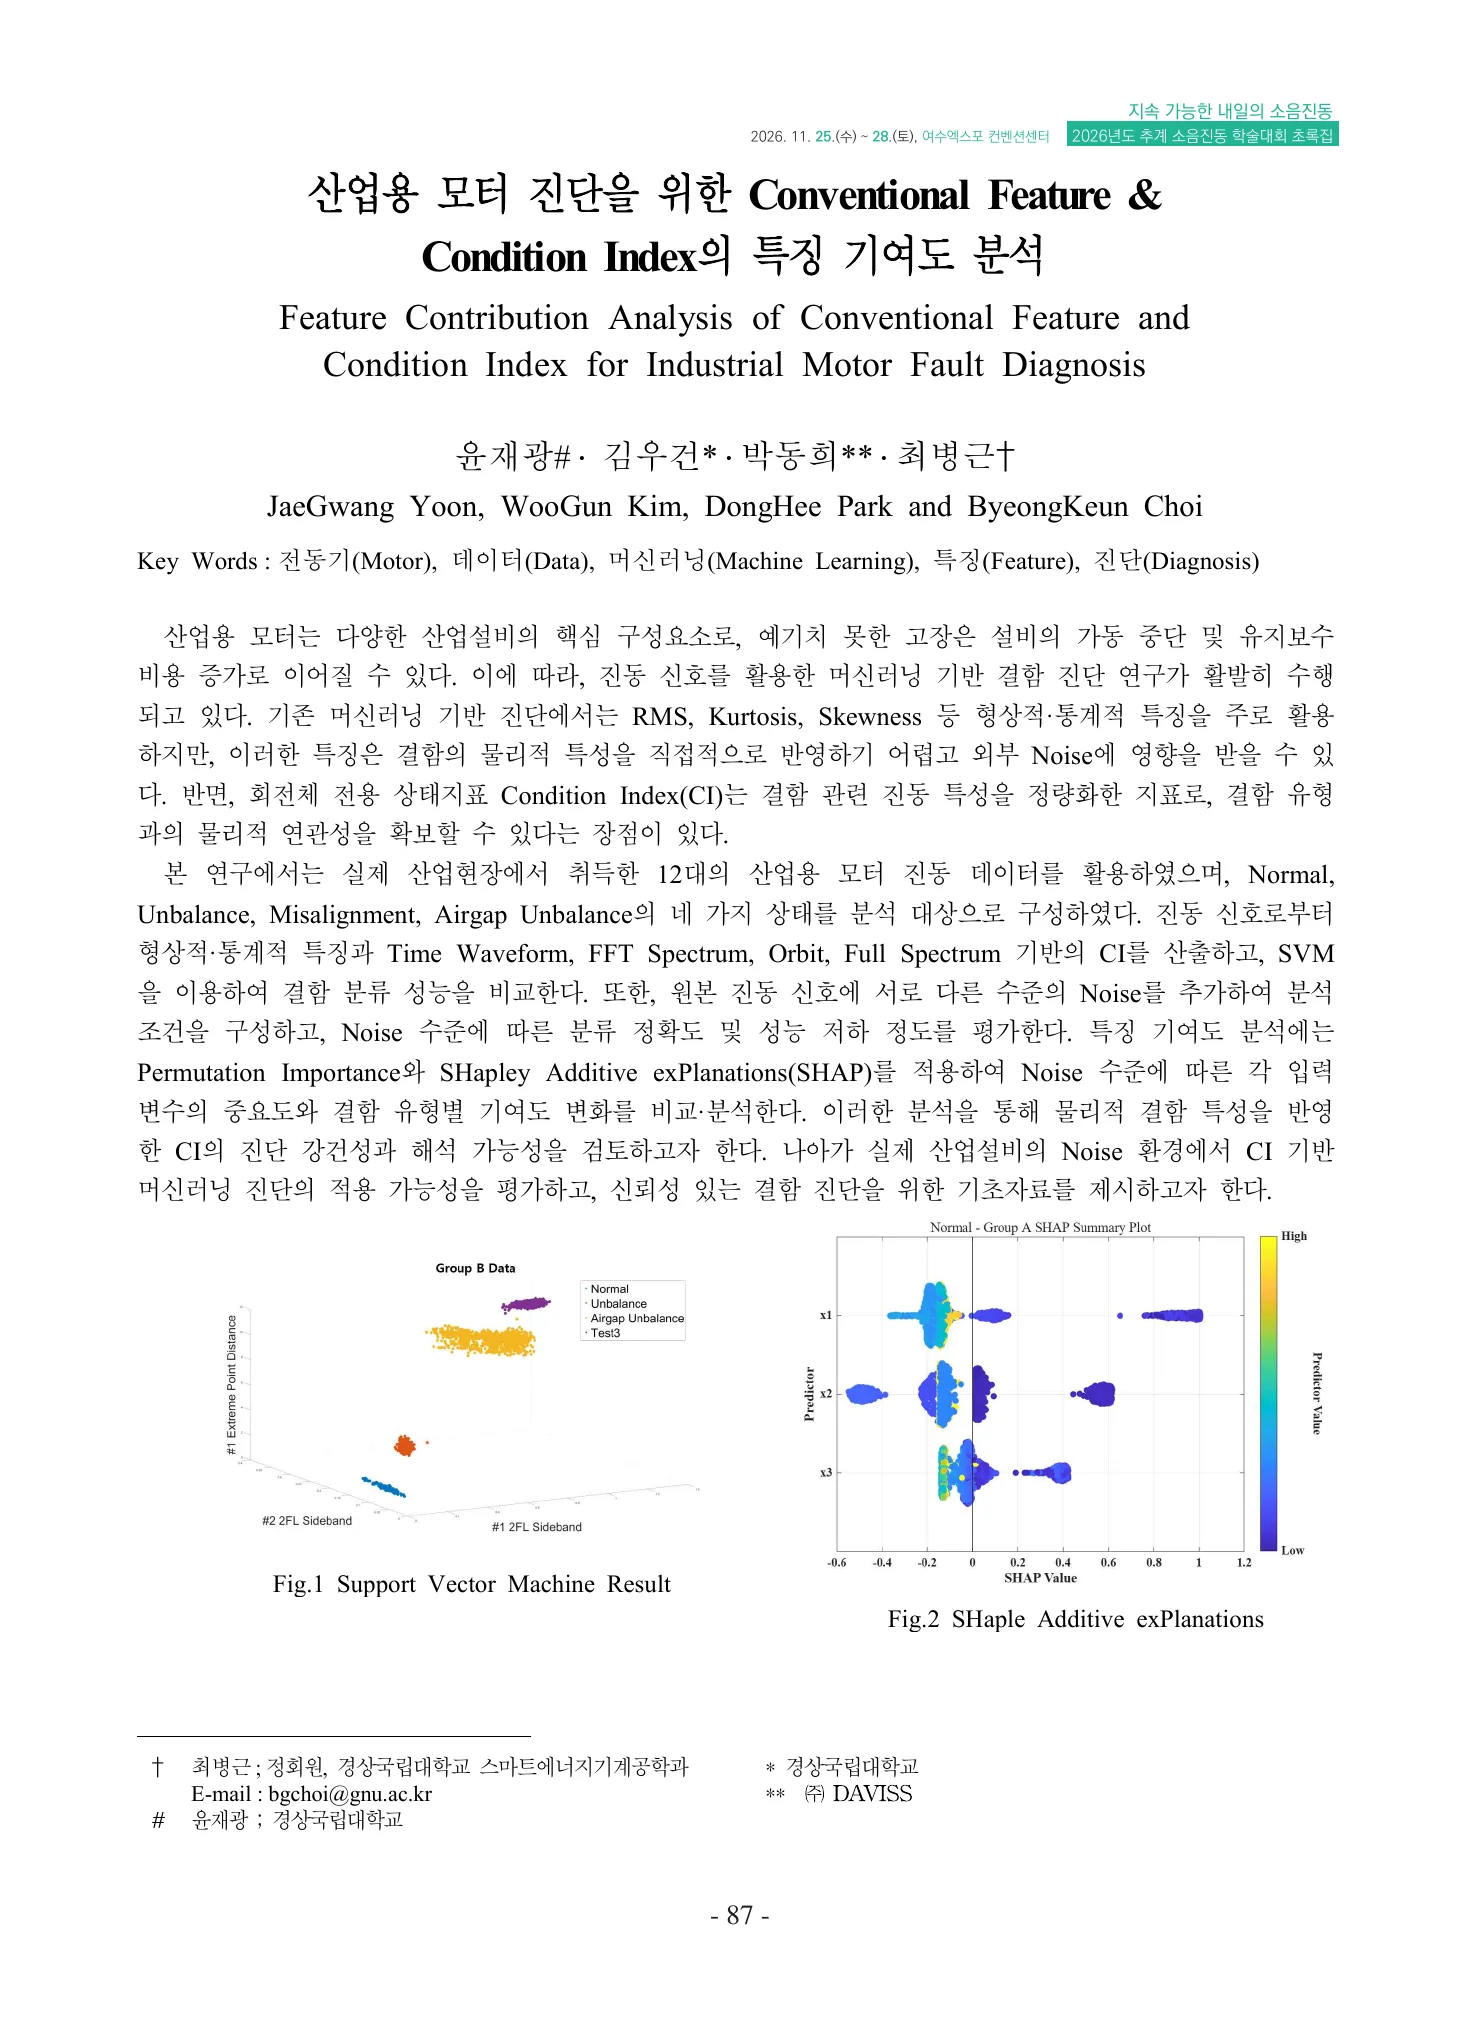 지속 가능한 내일의 소음진동
2026. 11. 25.(수) ~ 28.(토), 여수엑스포 컨벤션센터 2026년도 추계 소음진동 학술대회 초록집
산업용 모터 진단을 위한 Conventional Feature &
Condition Index의 특징 기여도 분석
Feature Contribution Analysis of Conventional Feature and
Condition Index for Industrial Motor Fault Diagnosis
윤재광#· 김우건*·박동희**·최병근†
JaeGwang Yoon, WooGun Kim, DongHee Park and ByeongKeun Choi
Key Words : 전동기(Motor), 데이터(Data), 머신러닝(Machine Learning), 특징(Feature), 진단(Diagnosis)
산업용 모터는 다양한 산업설비의 핵심 구성요소로, 예기치 못한 고장은 설비의 가동 중단 및 유지보수
비용 증가로 이어질 수 있다. 이에 따라, 진동 신호를 활용한 머신러닝 기반 결함 진단 연구가 활발히 수행
되고 있다. 기존 머신러닝 기반 진단에서는 RMS, Kurtosis, Skewness 등 형상적·통계적 특징을 주로 활용
하지만, 이러한 특징은 결함의 물리적 특성을 직접적으로 반영하기 어렵고 외부 Noise에 영향을 받을 수 있
다. 반면, 회전체 전용 상태지표 Condition Index(CI)는 결함 관련 진동 특성을 정량화한 지표로, 결함 유형
과의 물리적 연관성을 확보할 수 있다는 장점이 있다.
본 연구에서는 실제 산업현장에서 취득한 12대의 산업용 모터 진동 데이터를 활용하였으며, Normal,
Unbalance, Misalignment, Airgap Unbalance의 네 가지 상태를 분석 대상으로 구성하였다. 진동 신호로부터
형상적·통계적 특징과 Time Waveform, FFT Spectrum, Orbit, Full Spectrum 기반의 CI를 산출하고, SVM
을 이용하여 결함 분류 성능을 비교한다. 또한, 원본 진동 신호에 서로 다른 수준의 Noise를 추가하여 분석
조건을 구성하고, Noise 수준에 따른 분류 정확도 및 성능 저하 정도를 평가한다. 특징 기여도 분석에는
Permutation Importance와 SHapley Additive exPlanations(SHAP)를 적용하여 Noise 수준에 따른 각 입력
변수의 중요도와 결함 유형별 기여도 변화를 비교·분석한다. 이러한 분석을 통해 물리적 결함 특성을 반영
한 CI의 진단 강건성과 해석 가능성을 검토하고자 한다. 나아가 실제 산업설비의 Noise 환경에서 CI 기반
머신러닝 진단의 적용 가능성을 평가하고, 신뢰성 있는 결함 진단을 위한 기초자료를 제시하고자 한다.
Group B Data
Normal
Unbalance
Airgap Unbalance
Test3
#1 Extreme Point Distance
#2 2FL Sideband
#1 2FL Sideband
Fig.1 Support Vector Machine Result
Normal - Group A SHAP Summary Plot
High
x1
x2
x3
Predictor
Predictor Value
Low
-0.6 -0.4 -0.2 0 0.2 0.4 0.6 0.8 1 1.2
SHAP Value
Fig.2 SHaple Additive exPlanations
† 최병근 ; 정회원, 경상국립대학교 스마트에너지기계공학과
E-mail : bgchoi@gnu.ac.kr
# 윤재광 ; 경상국립대학교
* 경상국립대학교
** ㈜ DAVISS
- 87 -